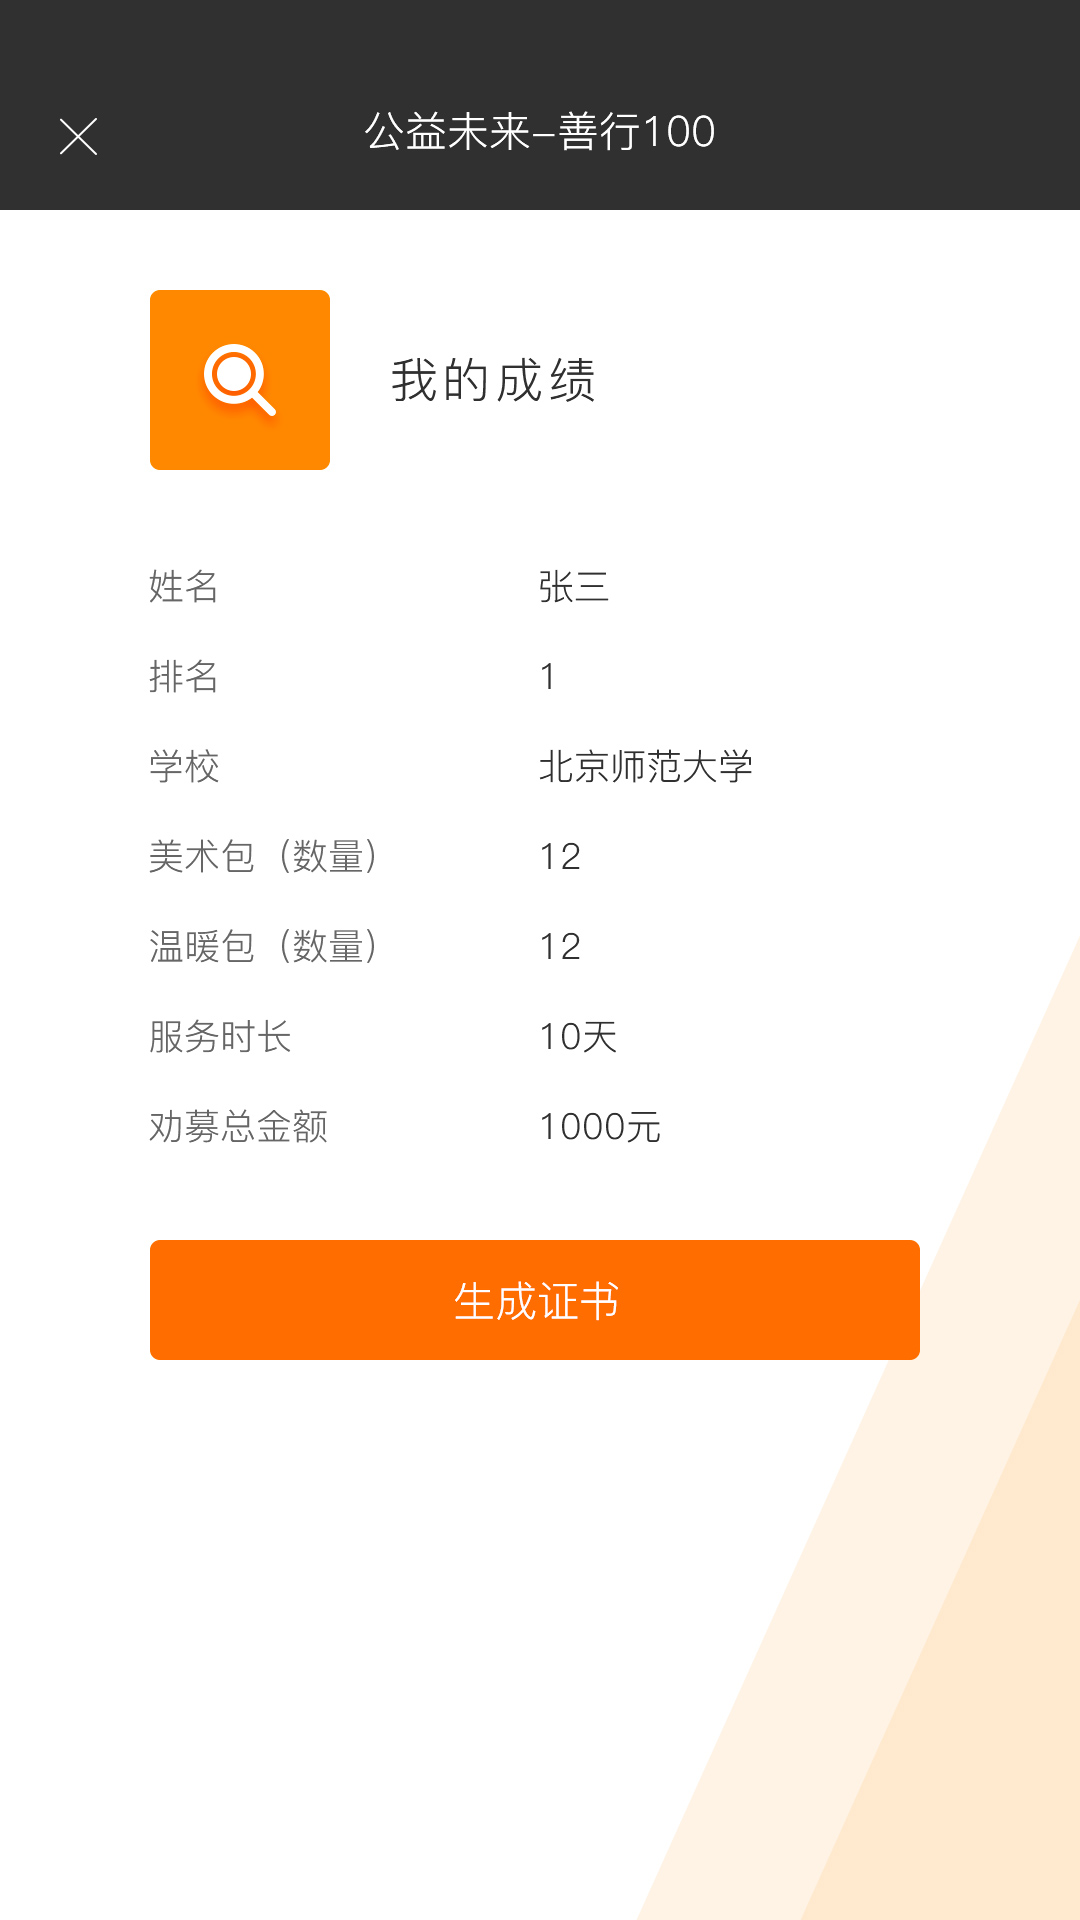 公益未来-善行100
我的成绩
姓名 张三
排名 1
学校 北京师范大学
美术包（数量） 12
温暖包（数量） 12
服务时长 10天
劝募总金额 1000元
生成证书